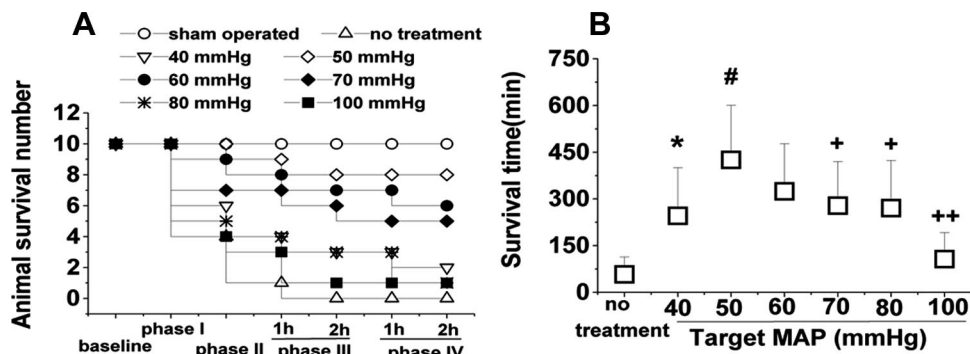 A
sham operated no treatment
40 mmHg 50 mmHg
60 mmHg 70 mmHg
80 mmHg 100 mmHg
Animal survival number
12
10
8
6
4
2
0
baseline phase I phase II 1h 2h 1h 2h
phase III phase IV
B
Survival time(min)
750
600
450
300
150
0
* # + + ++
no treatment 40 50 60 70 80 100
Target MAP (mmHg)